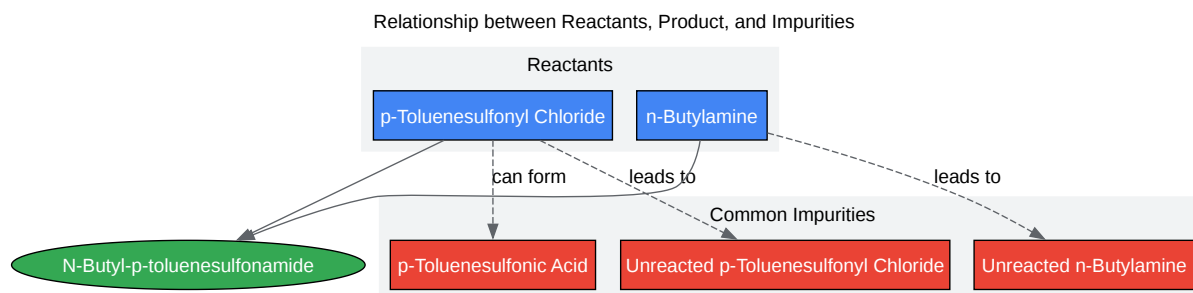 Relationship between Reactants, Product, and Impurities
Reactants
p-Toluenesulfonyl Chloride
n-Butylamine
can form
leads to
leads to
Common Impurities
N-Butyl-p-toluenesulfonamide
p-Toluenesulfonic Acid
Unreacted p-Toluenesulfonyl Chloride
Unreacted n-Butylamine